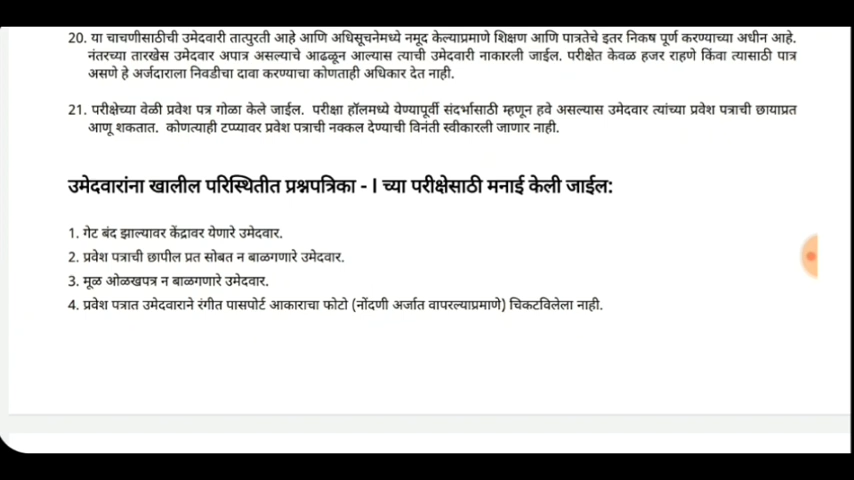 20. या चाचणीसाठीची उमेदवारी तात्पुरती आहे आणि अधिसूचनेमध्ये नमूद केल्याप्रमाणे शिक्षण आणि पात्रतेचे इतर निकष पूर्ण करण्याच्या अधीन आहे.
नंतरच्या तारखेस उमेदवार अपात्र असल्याचे आढळून आल्यास त्याची उमेदवारी नाकारली जाईल. परीक्षेत केवळ हजर राहणे किंवा त्यासाठी पात्र
असणे हे अर्जदाराला निवडीचा दावा करण्याचा कोणताही अधिकार देत नाही.
21. परीक्षेच्या वेळी प्रवेश पत्र गोळा केले जाईल. परीक्षा हॉलमध्ये येण्यापूर्वी संदर्भासाठी म्हणून हवे असल्यास उमेदवार त्यांच्या प्रवेश पत्राची छायाप्रत
आणू शकतात. कोणत्याही टप्प्यावर प्रवेश पत्राची नक्कल देण्याची विनंती स्वीकारली जाणार नाही.
उमेदवारांना खालील परिस्थितीत प्रश्नपत्रिका - I च्या परीक्षेसाठी मनाई केली जाईल:
1. गेट बंद झाल्यावर केंद्रावर येणारे उमेदवार.
2. प्रवेश पत्राची छापील प्रत सोबत न बाळगणारे उमेदवार.
3. मूळ ओळखपत्र न बाळगणारे उमेदवार.
4. प्रवेश पत्रात उमेदवाराने रंगीत पासपोर्ट आकाराचा फोटो (नोंदणी अर्जात वापरल्याप्रमाणे) चिकटविलेला नाही.